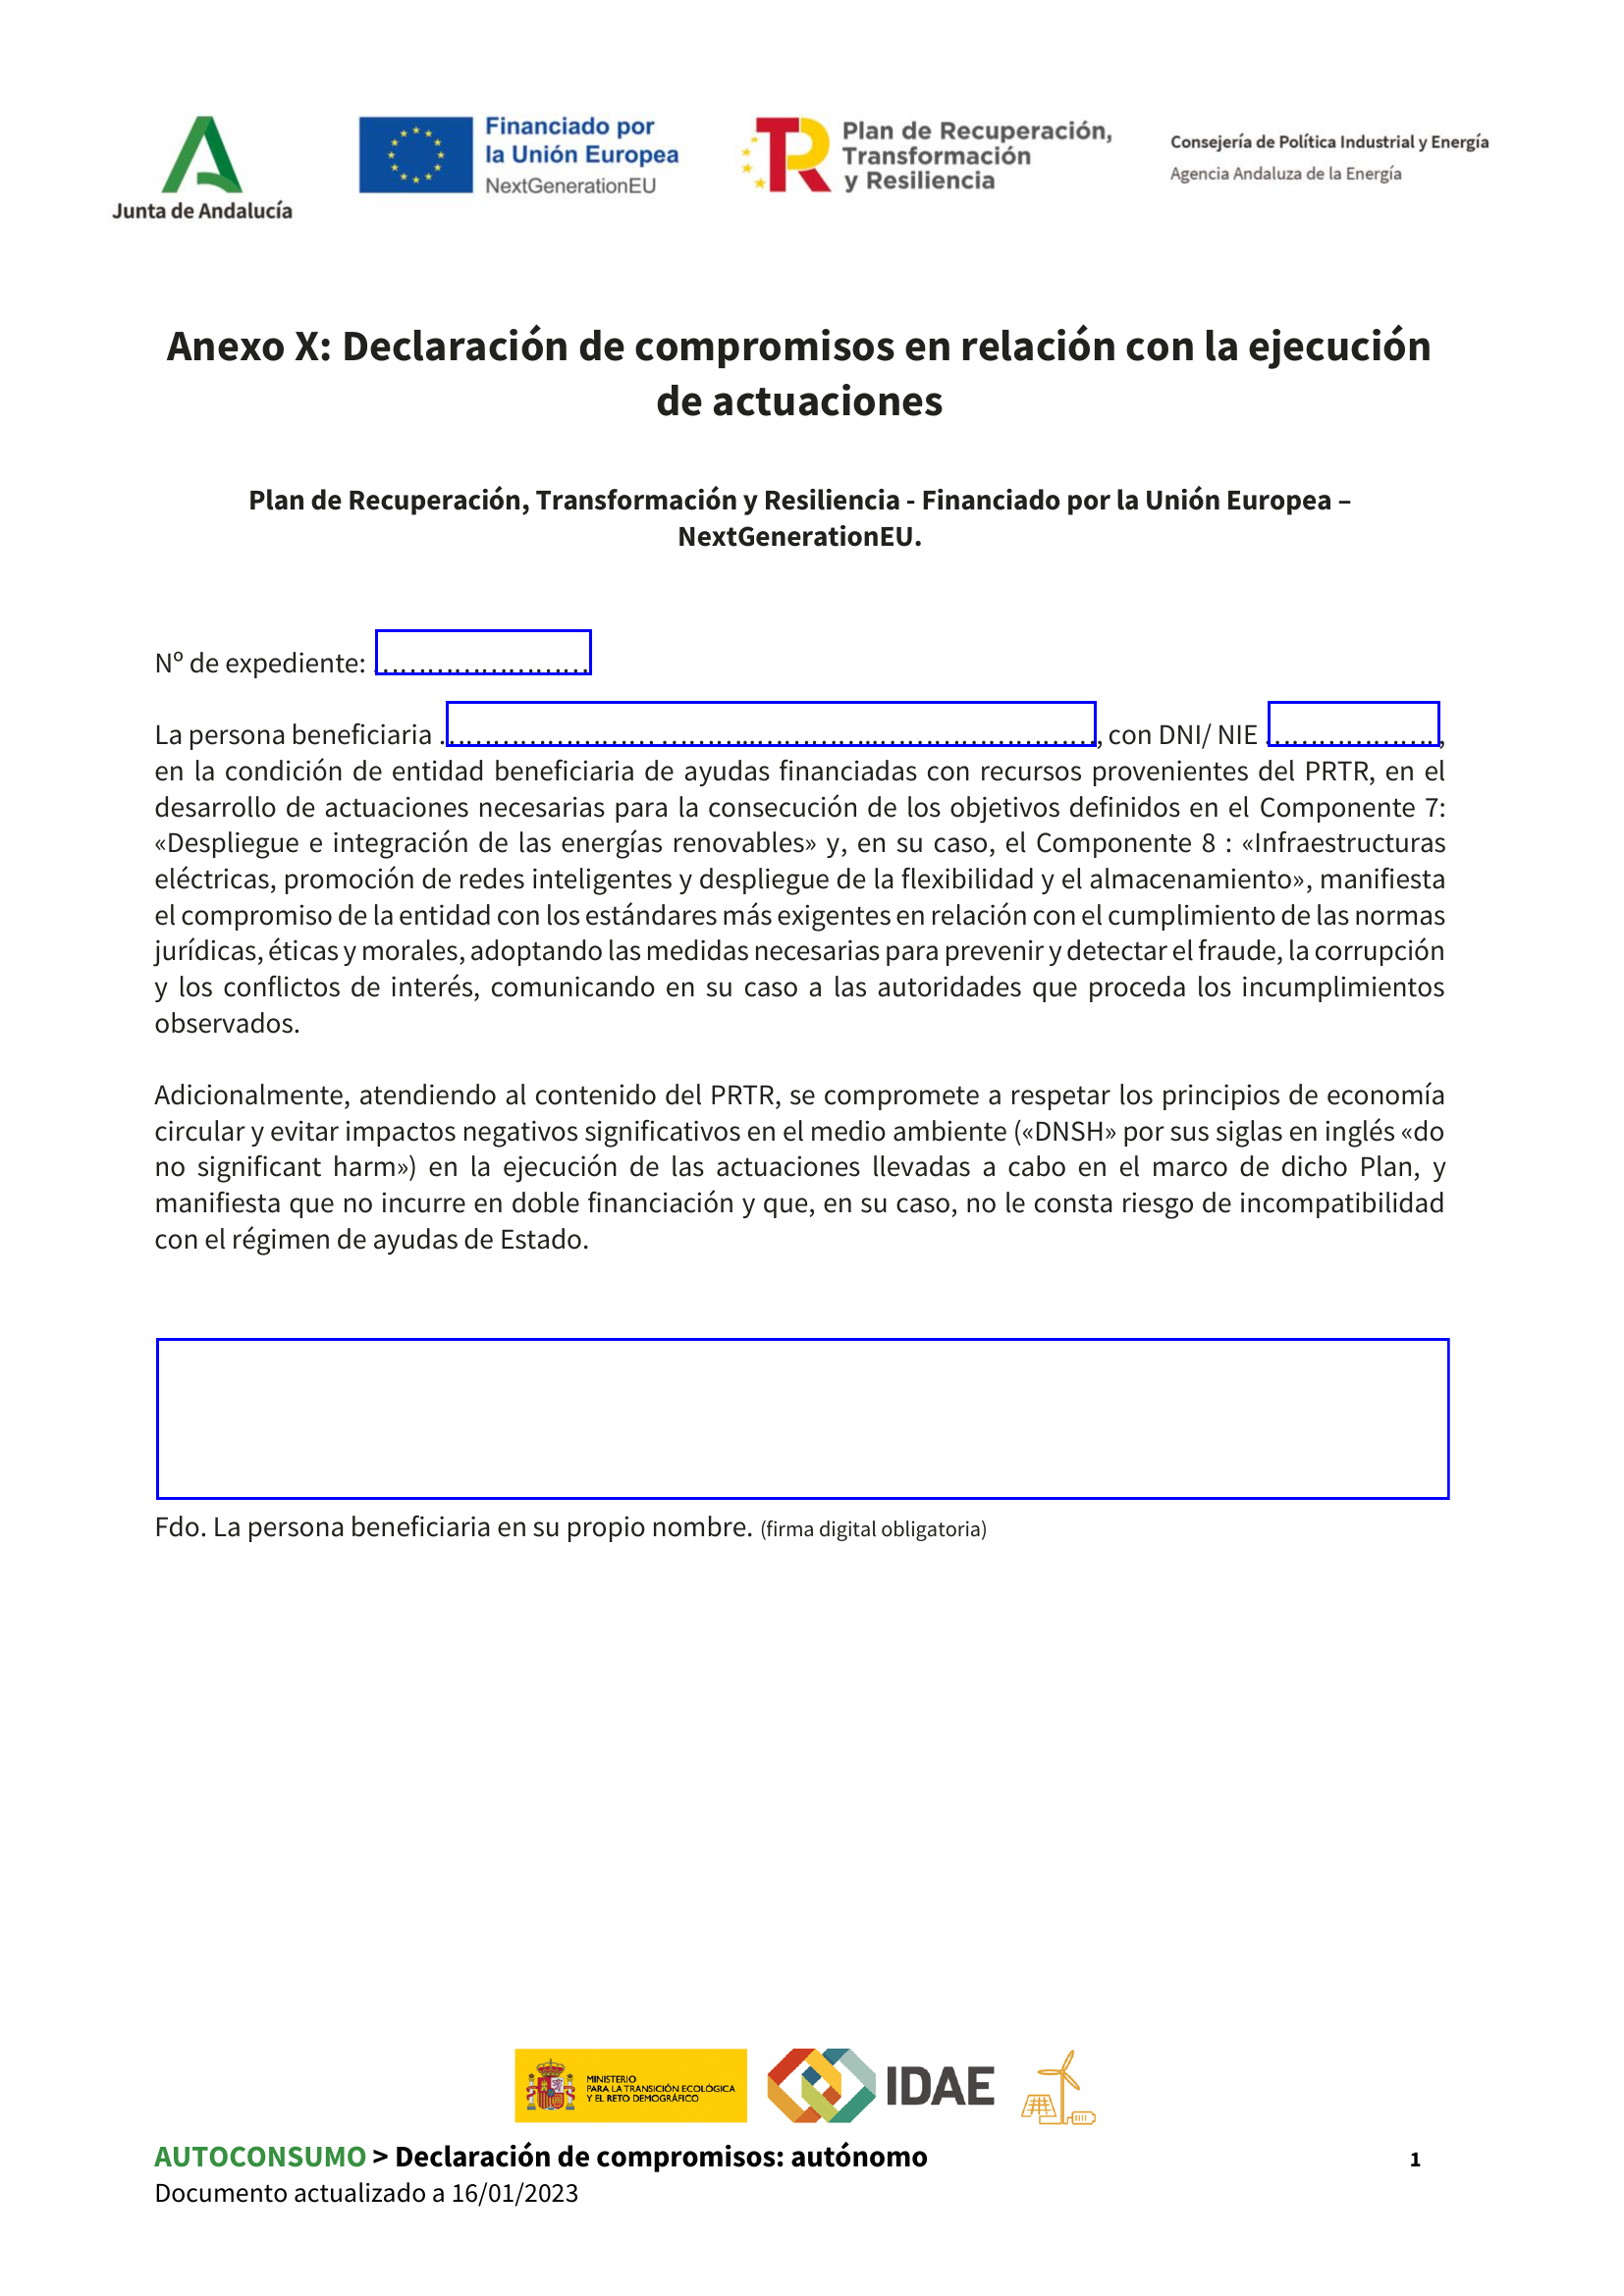 Junta de Andalucía
Financiado por
la Unión Europea
NextGenerationEU
Plan de Recuperación,
Transformación
y Resiliencia
Consejería de Política Industrial y Energía
Agencia Andaluza de la Energía
Anexo X: Declaración de compromisos en relación con la ejecución
de actuaciones
Plan de Recuperación, Transformación y Resiliencia - Financiado por la Unión Europea –
NextGenerationEU.
Nº de expediente: ........................
La persona beneficiaria ........................................................................, con DNI/ NIE ...................,
en la condición de entidad beneficiaria de ayudas financiadas con recursos provenientes del PRTR, en el
desarrollo de actuaciones necesarias para la consecución de los objetivos definidos en el Componente 7:
«Despliegue e integración de las energías renovables» y, en su caso, el Componente 8 : «Infraestructuras
eléctricas, promoción de redes inteligentes y despliegue de la flexibilidad y el almacenamiento», manifiesta
el compromiso de la entidad con los estándares más exigentes en relación con el cumplimiento de las normas
jurídicas, éticas y morales, adoptando las medidas necesarias para prevenir y detectar el fraude, la corrupción
y los conflictos de interés, comunicando en su caso a las autoridades que proceda los incumplimientos
observados.
Adicionalmente, atendiendo al contenido del PRTR, se compromete a respetar los principios de economía
circular y evitar impactos negativos significativos en el medio ambiente («DNSH» por sus siglas en inglés «do
no significant harm») en la ejecución de las actuaciones llevadas a cabo en el marco de dicho Plan, y
manifiesta que no incurre en doble financiación y que, en su caso, no le consta riesgo de incompatibilidad
con el régimen de ayudas de Estado.
Fdo. La persona beneficiaria en su propio nombre. (firma digital obligatoria)
MINISTERIO
PARA LA TRANSICIÓN ECOLÓGICA
Y EL RETO DEMOGRÁFICO
IDAE
AUTOCONSUMO > Declaración de compromisos: autónomo
1
Documento actualizado a 16/01/2023